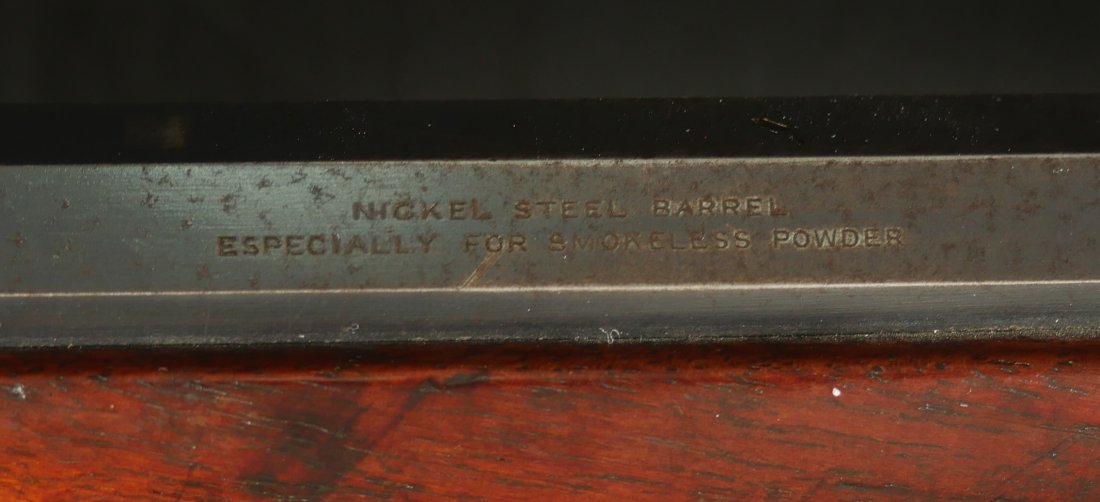 NICKEL STEEL BARREL
ESPECIALLY FOR SMOKELESS POWDER